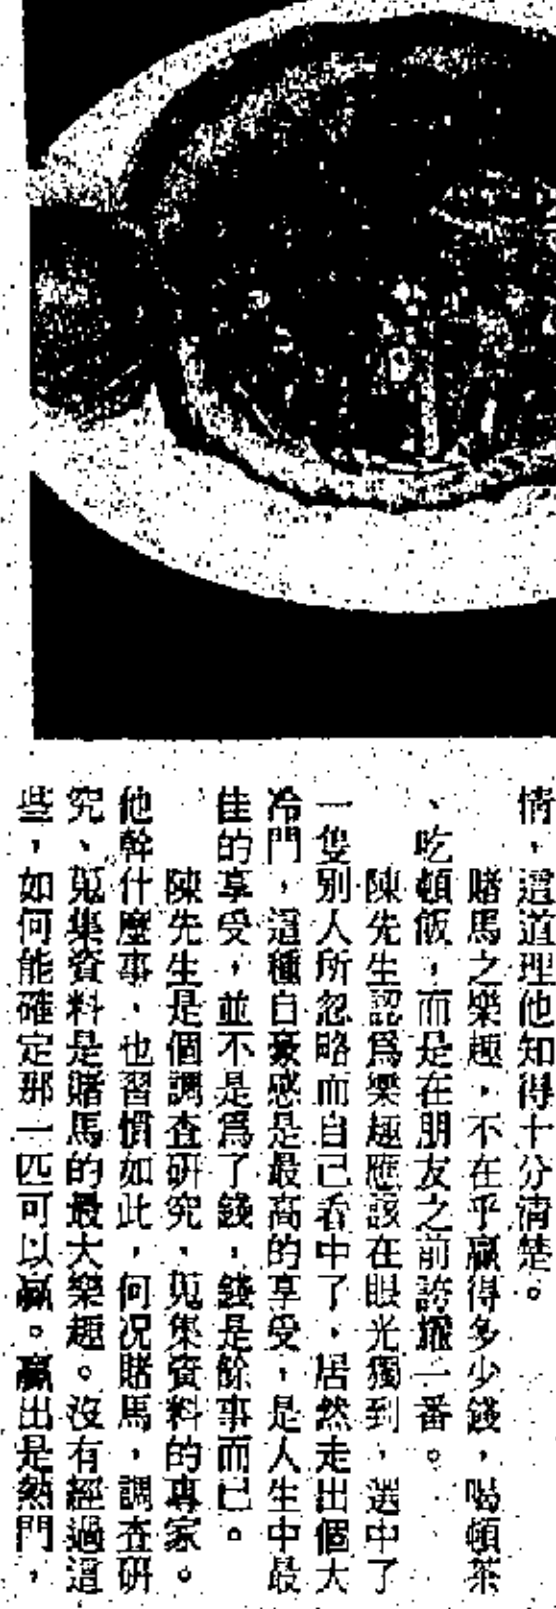 情，這道理他知得十分清楚。
賭馬之樂趣，不在乎贏得多少錢，喝頓茶
、吃頓飯，而是在朋友之前誇耀一番。
陳先生認爲樂趣應該在眼光獨到，選中了
一隻別人所忽略而自己看中了，居然走出個大
冷門，這種自豪感是最高的享受，是人生中最
佳的享受，並不是爲了錢，錢是餘事而已。
陳先生是個調查研究、蒐集資料的專家。
他幹什麼事，也習慣如此，何况賭馬，調查研
究、蒐集資料是賭馬的最大樂趣。沒有經過這
些，如何能確定那一匹可以贏。贏出是熱門，